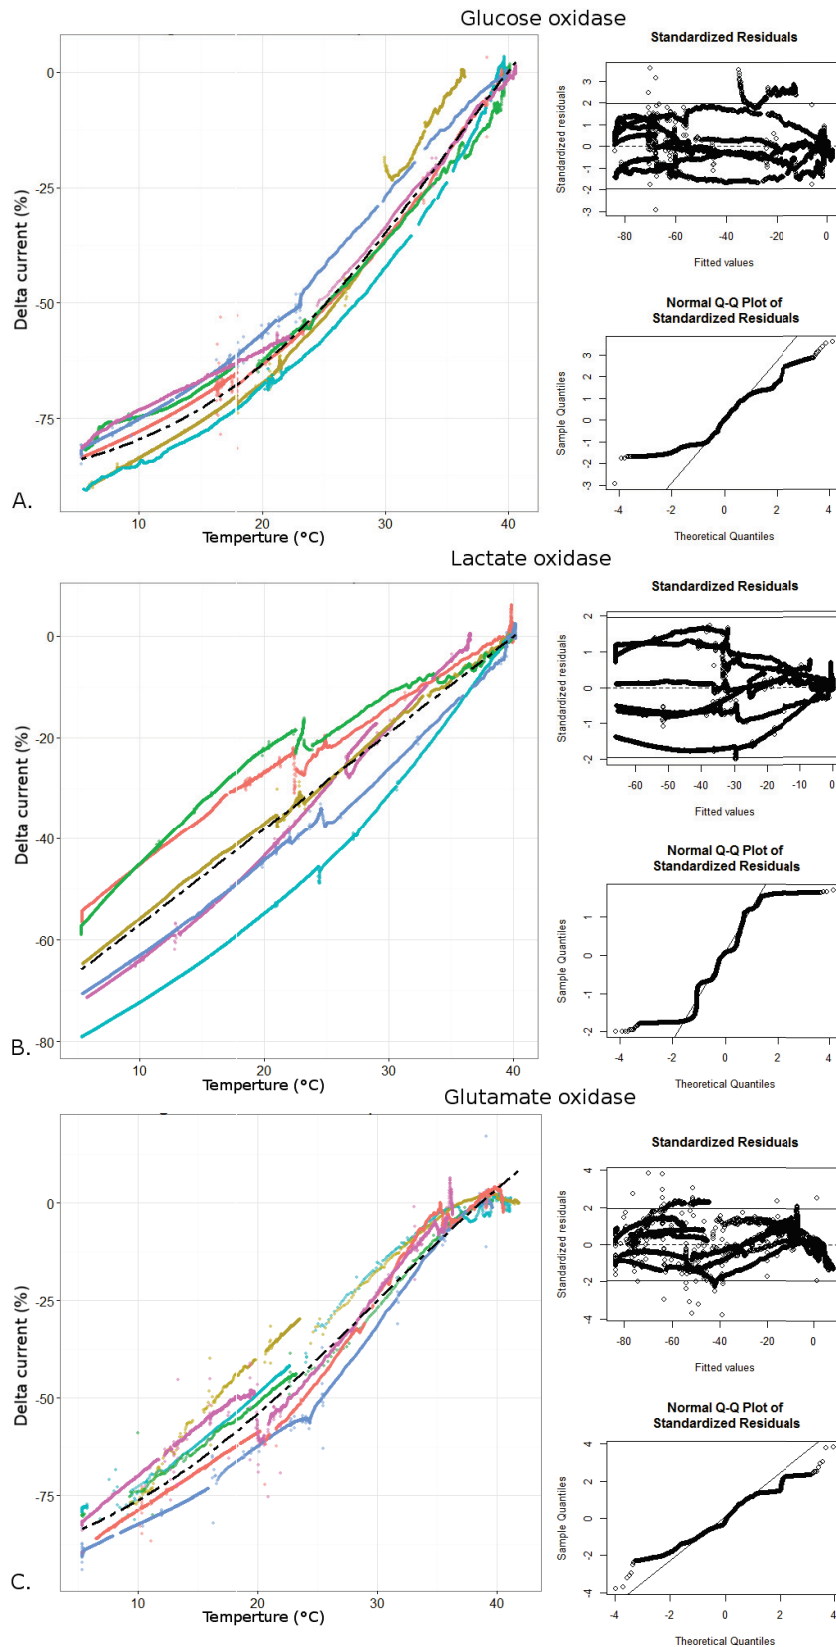 Glucose oxidase
Delta current (%)
0
-25
-50
-75
10
20
30
40
Temperture (°C)
A.
Standardized Residuals
Standardized residuals
3
2
1
0
-1
-2
-3
-80
-60
-40
-20
0
Fitted values
Normal Q-Q Plot of
Standardized Residuals
Sample Quantiles
3
2
1
0
-1
-2
-3
-4
-2
0
2
4
Theoretical Quantiles
Lactate oxidase
Delta current (%)
0
-20
-40
-60
-80
10
20
30
40
Temperture (°C)
B.
Standardized Residuals
Standardized residuals
2
1
0
-1
-2
-60
-50
-40
-30
-20
-10
0
Fitted values
Normal Q-Q Plot of
Standardized Residuals
Sample Quantiles
1
0
-1
-2
-4
-2
0
2
4
Theoretical Quantiles
Glutamate oxidase
Delta current (%)
0
-25
-50
-75
10
20
30
40
Temperture (°C)
C.
Standardized Residuals
Standardized residuals
4
2
0
-2
-4
-80
-60
-40
-20
0
Fitted values
Normal Q-Q Plot of
Standardized Residuals
Sample Quantiles
4
2
0
-2
-4
-4
-2
0
2
4
Theoretical Quantiles